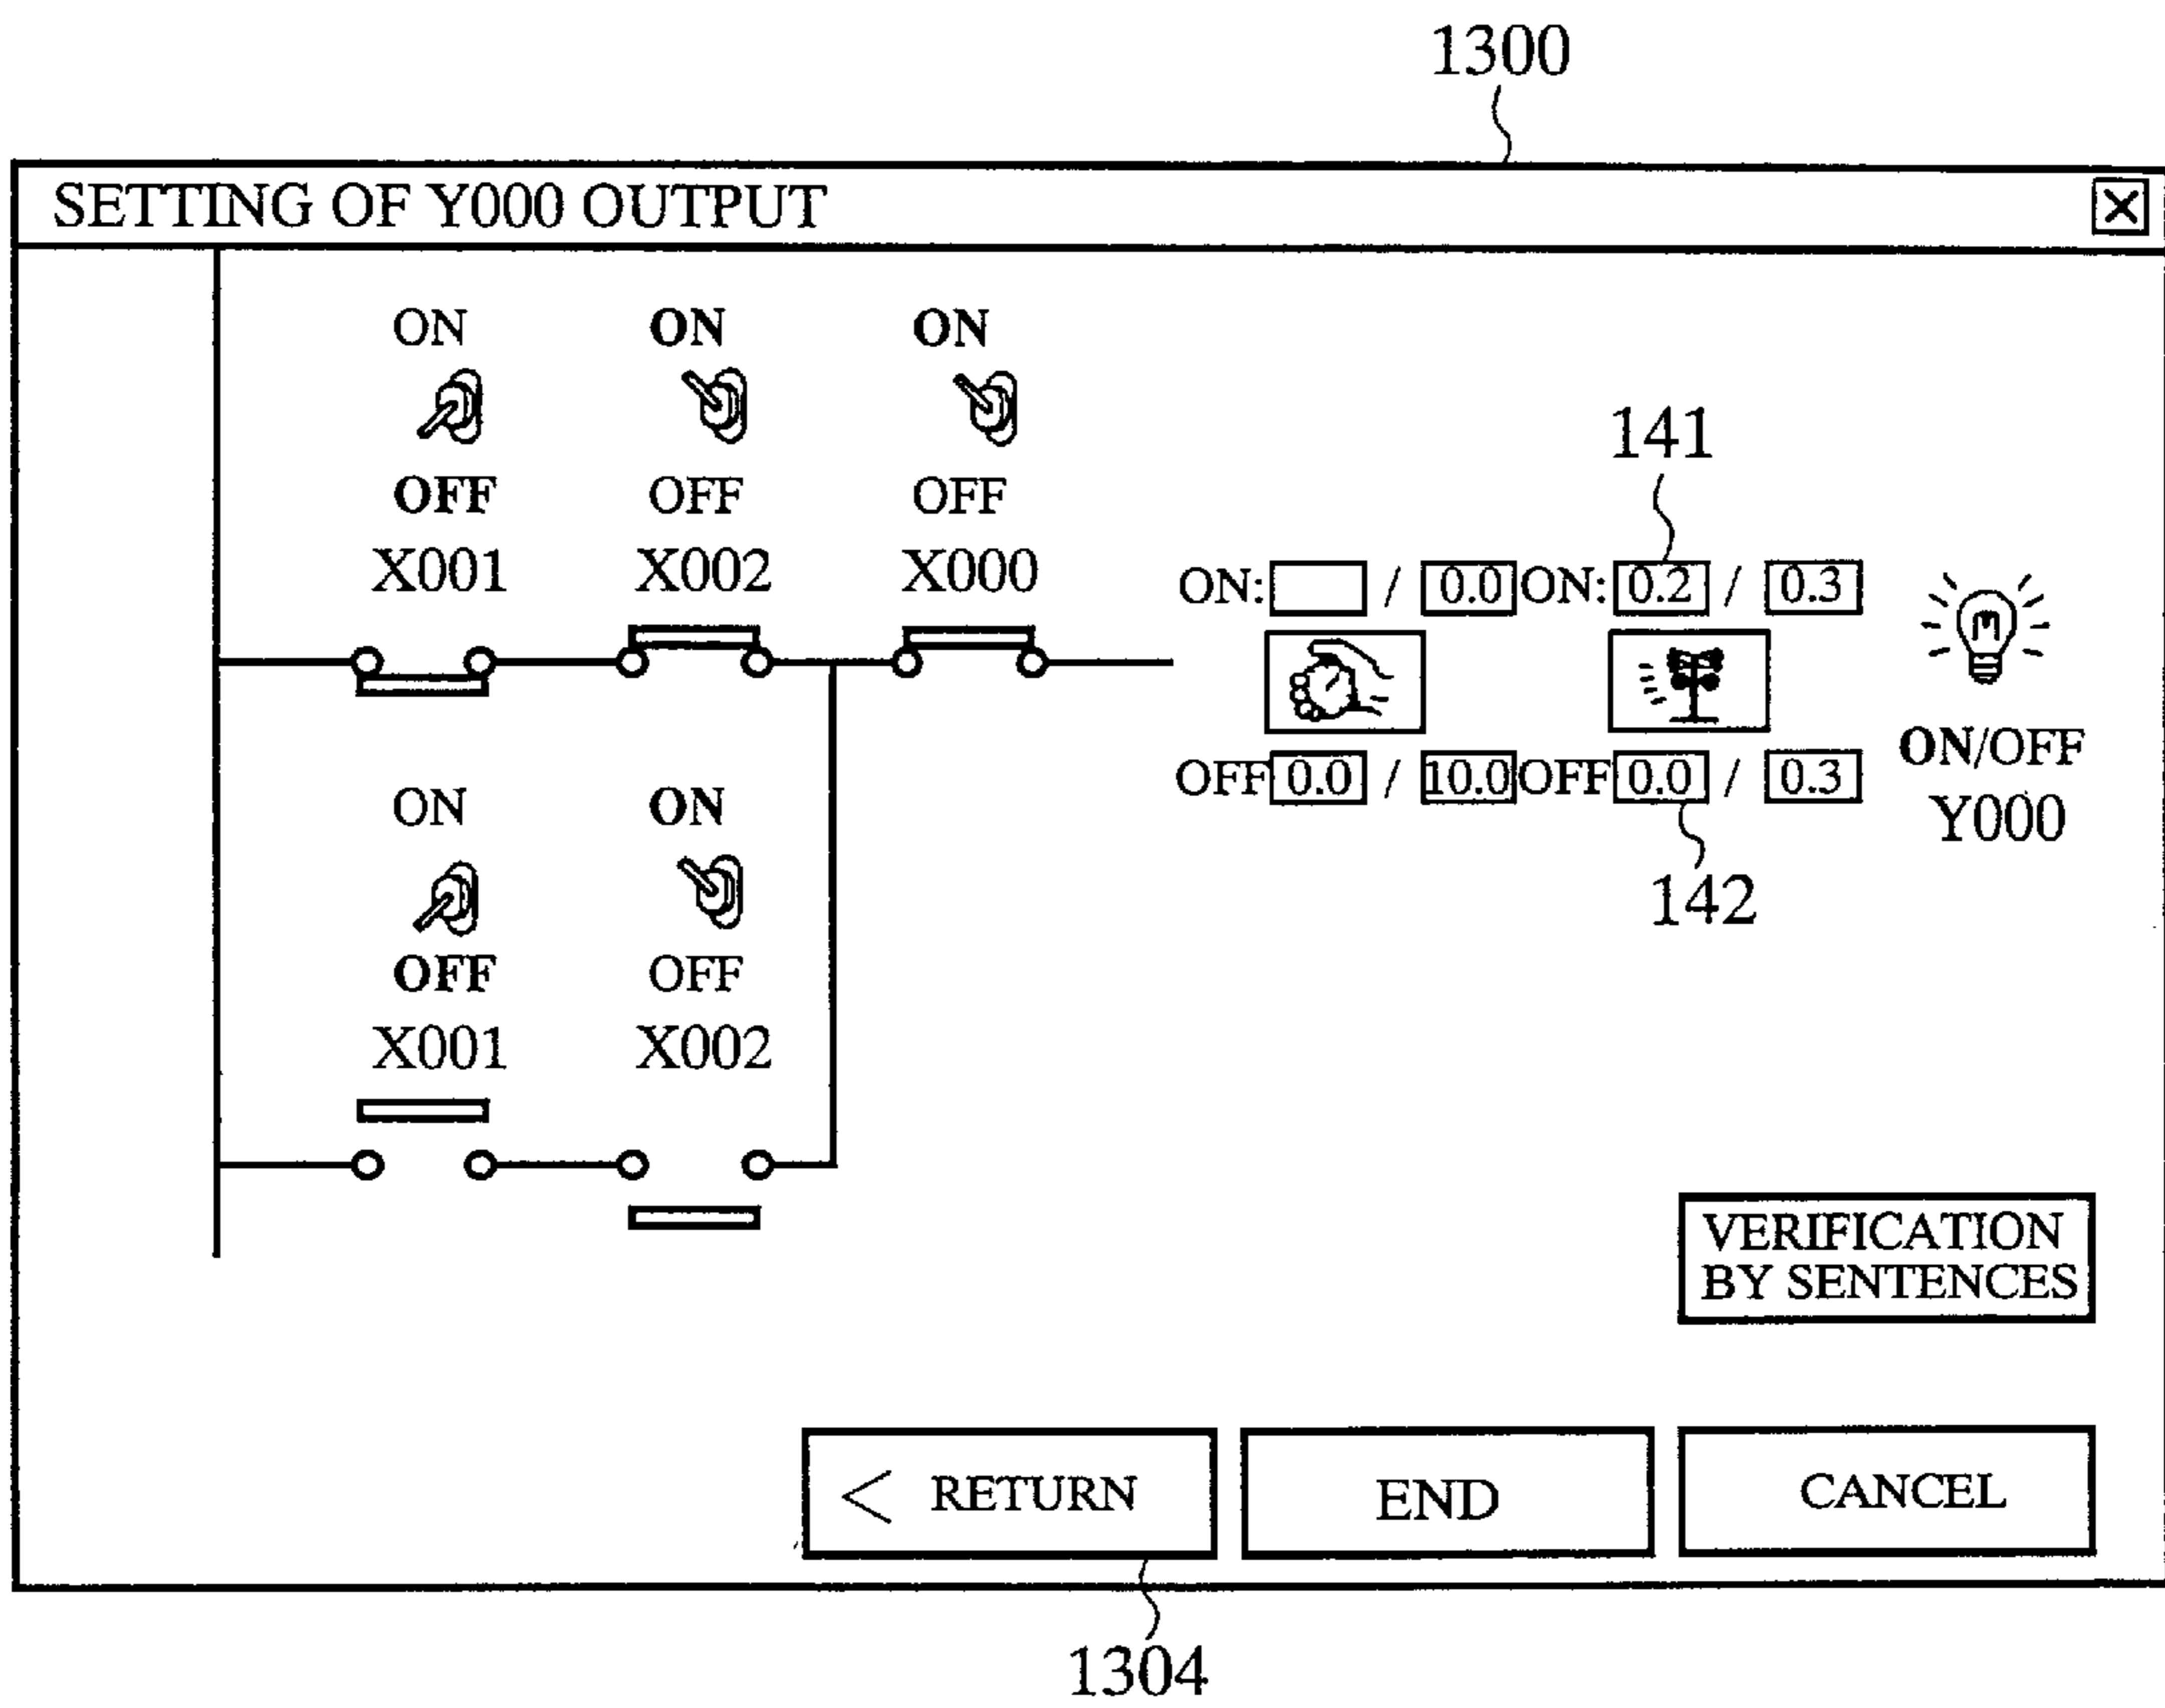 1300
SETTING OF Y000 OUTPUT
ON ON ON
OFF OFF OFF
X001 X002 X000
141
ON: / 0.0 ON: 0.2 / 0.3
OFF 0.0 / 10.0 OFF 0.0 / 0.3
ON/OFF
Y000
142
ON ON
OFF OFF
X001 X002
VERIFICATION
BY SENTENCES
< RETURN END CANCEL
1304